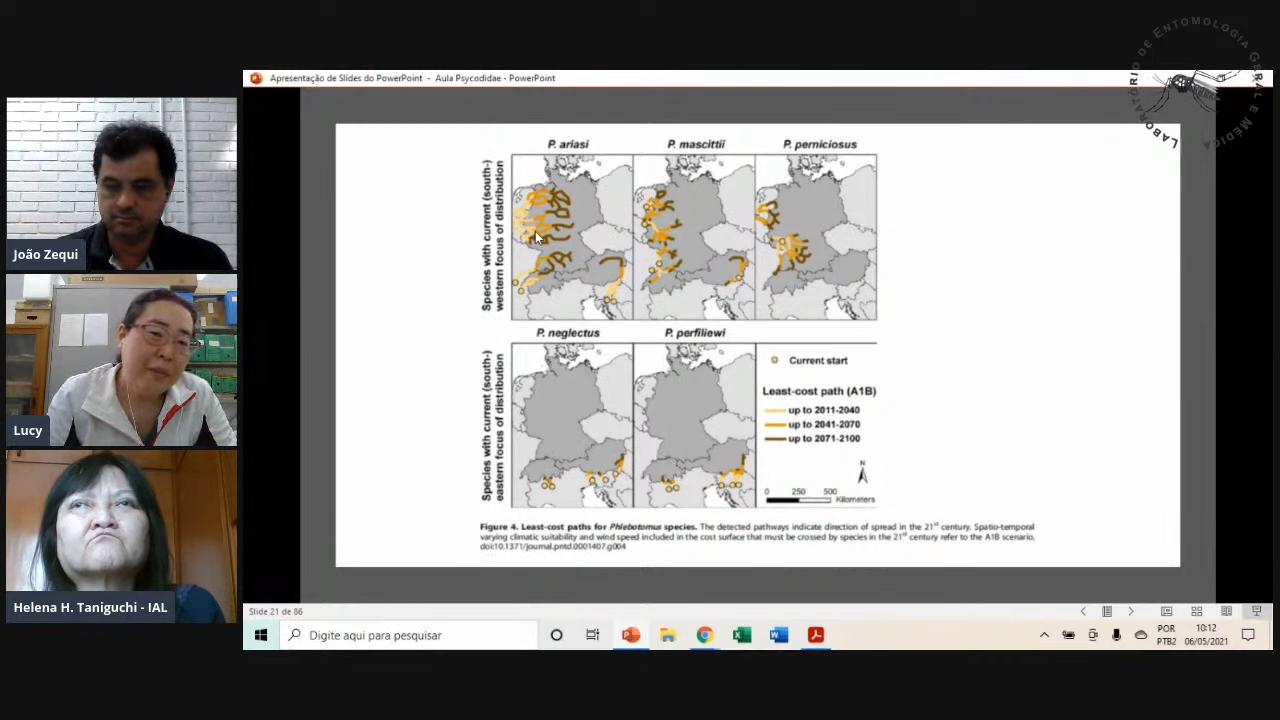 LABORATÓRIO DE ENTOMOLOGIA GERAL E MÉDICA
Apresentação de Slides do PowerPoint - Aula Psycodidae - PowerPoint
João Zequi
Lucy
Helena H. Taniguchi - IAL
P. ariasi
P. mascittii
P. perniciosus
Species with current (south-)
western focus of distribution
P. neglectus
P. perfiliewi
Species with current (south-)
eastern focus of distribution
Current start
Least-cost path (A1B)
up to 2011-2040
up to 2041-2070
up to 2071-2100
N
0 250 500
Kilometers
Figure 4. Least-cost paths for Phlebotomus species. The detected pathways indicate direction of spread in the 21st century. Spatio-temporal
varying climatic suitability and wind speed included in the cost surface that must be crossed by species in the 21st century refer to the A1B scenario.
doi:10.1371/journal.pntd.0001407.g004
Slide 21 de 86
Digite aqui para pesquisar
POR
PTB2
10:12
06/05/2021